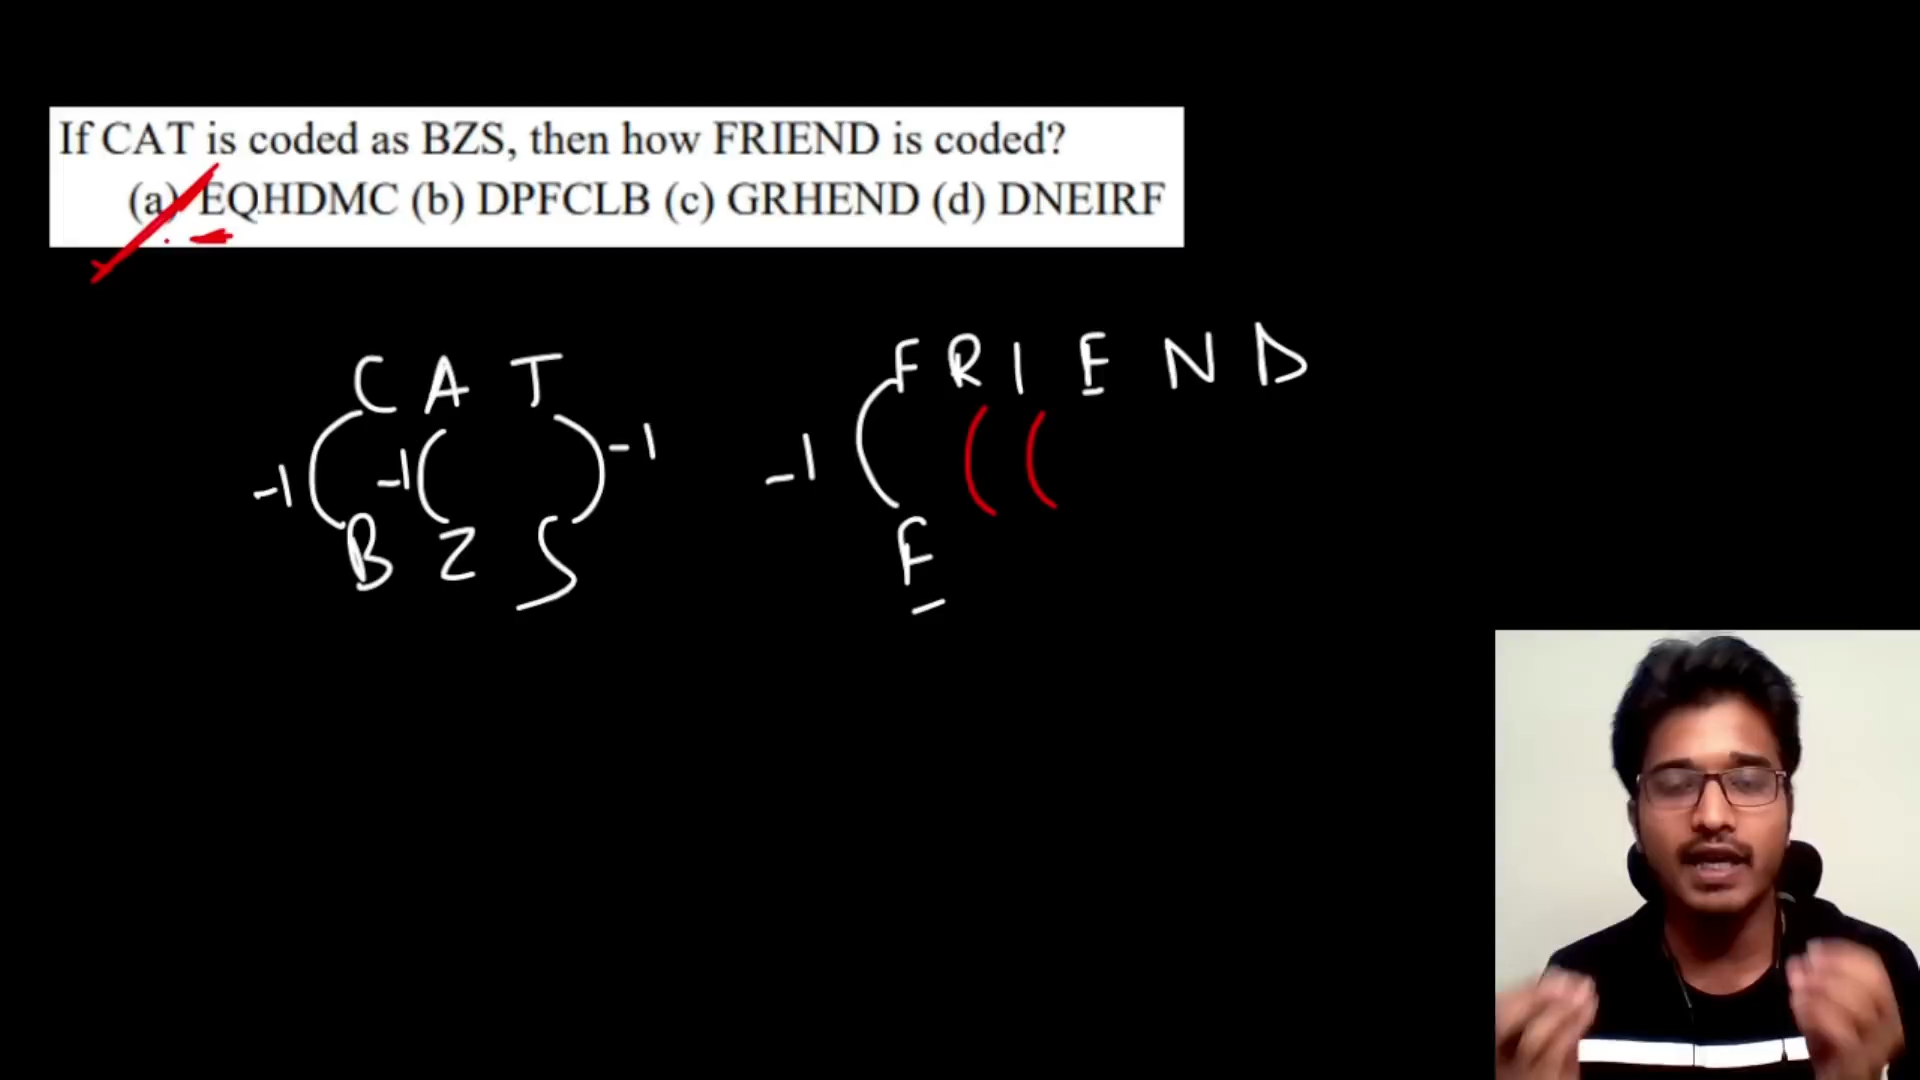 If CAT is coded as BZS, then how FRIEND is coded?
(a) EQHDMC (b) DPFCLB (c) GRHEND (d) DNEIRF
C A T F R I E N D
-1 -1 -1 -1
B Z S E